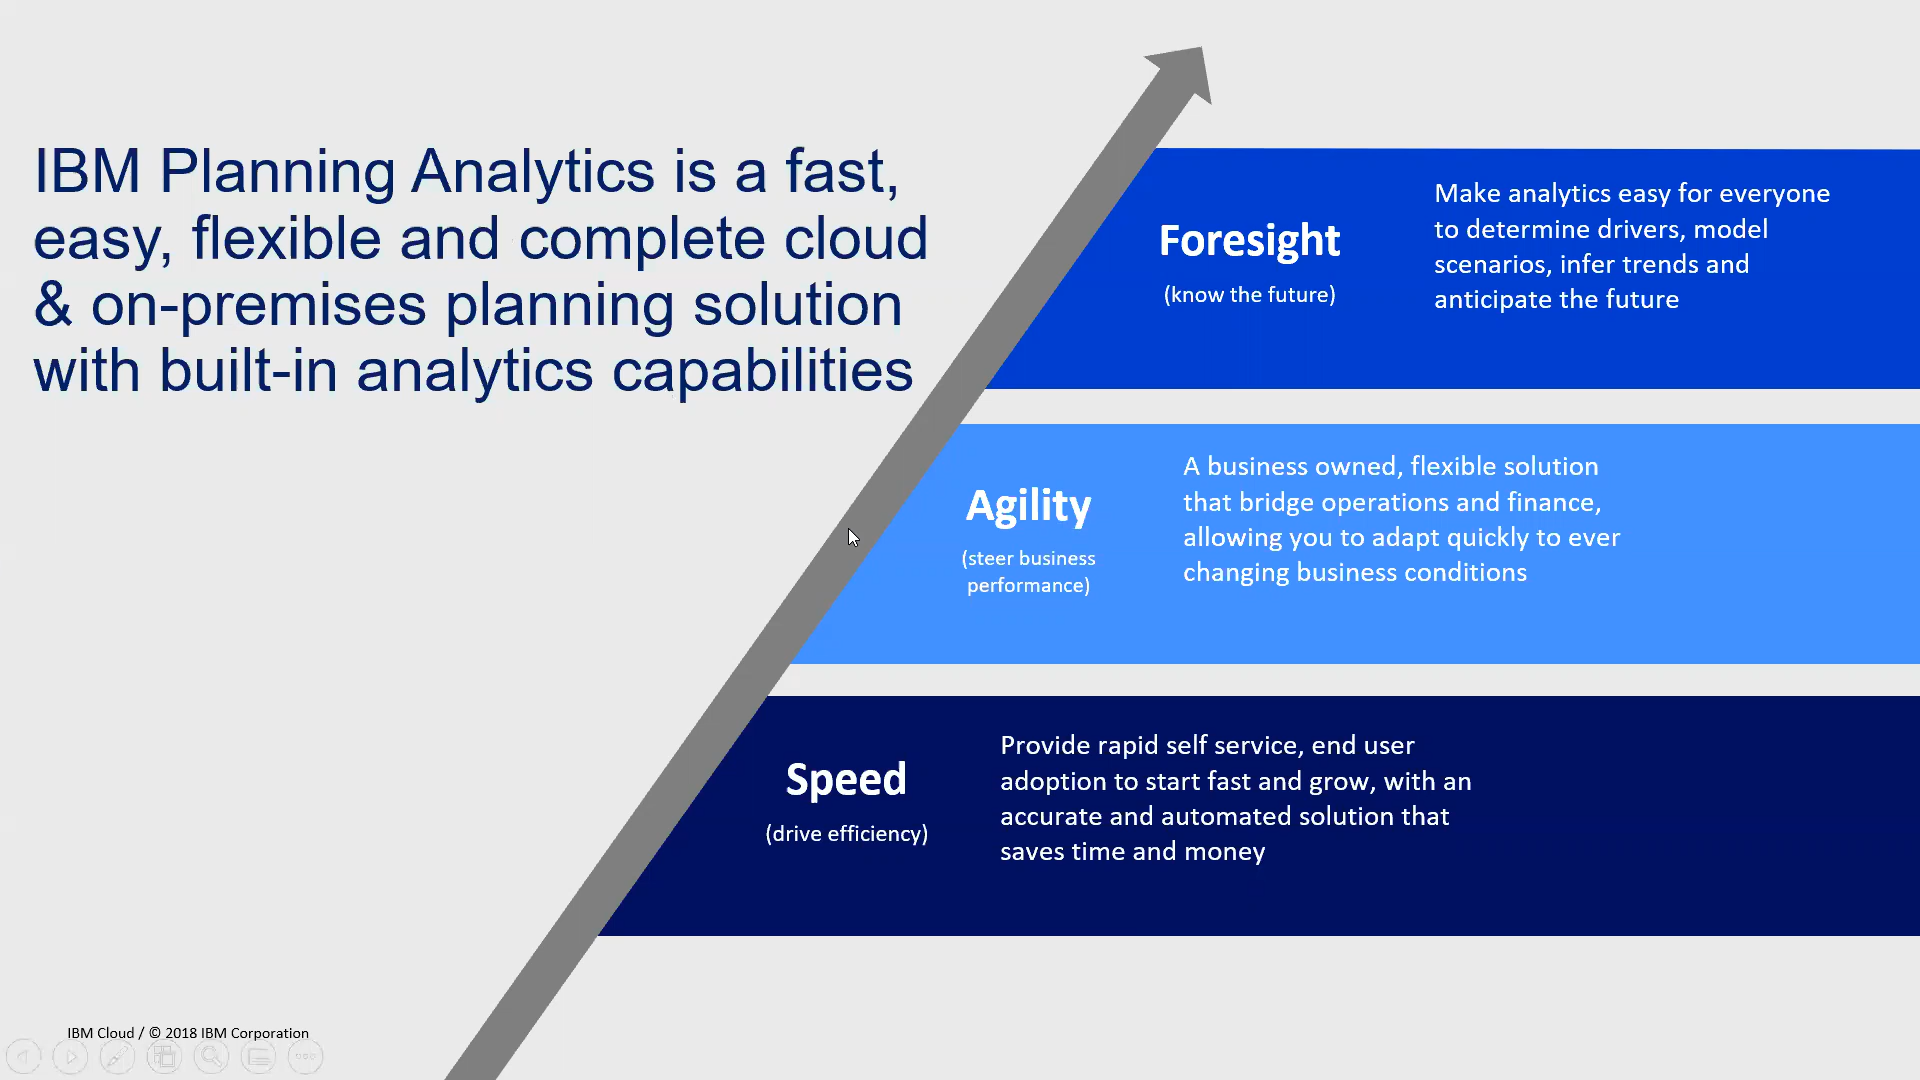 IBM Planning Analytics is a fast,
easy, flexible and complete cloud
& on-premises planning solution
with built-in analytics capabilities
Foresight
(know the future)
Make analytics easy for everyone
to determine drivers, model
scenarios, infer trends and
anticipate the future
Agility
(steer business
performance)
A business owned, flexible solution
that bridge operations and finance,
allowing you to adapt quickly to ever
changing business conditions
Speed
(drive efficiency)
Provide rapid self service, end user
adoption to start fast and grow, with an
accurate and automated solution that
saves time and money
IBM Cloud / © 2018 IBM Corporation